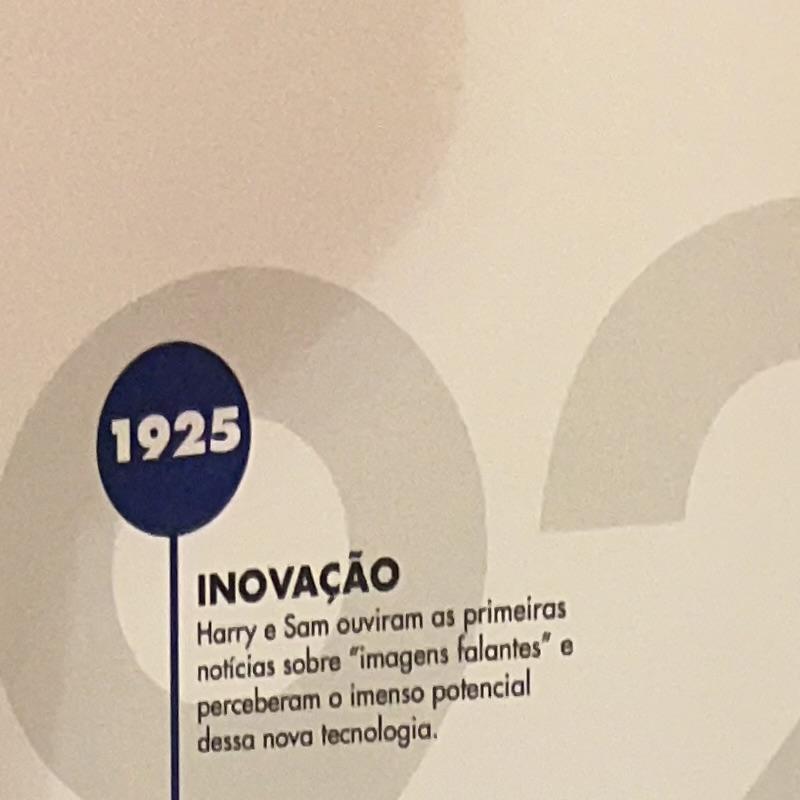 1925
INOVAÇÃO
Harry e Sam ouviram as primeiras
notícias sobre "imagens falantes" e
perceberam o imenso potencial
dessa nova tecnologia.